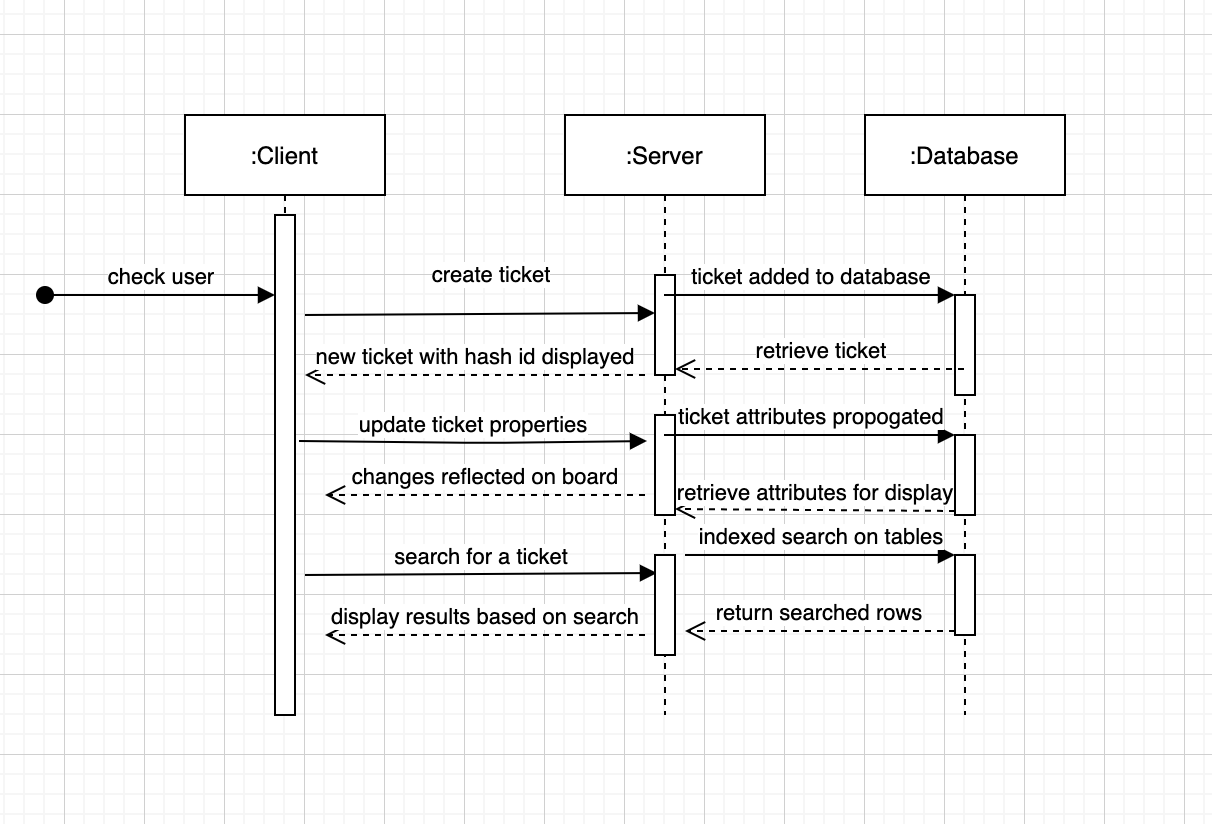 :Client
:Server
:Database
check user
create ticket
ticket added to database
new ticket with hash id displayed
retrieve ticket
update ticket properties
ticket attributes propogated
changes reflected on board
retrieve attributes for display
search for a ticket
indexed search on tables
display results based on search
return searched rows